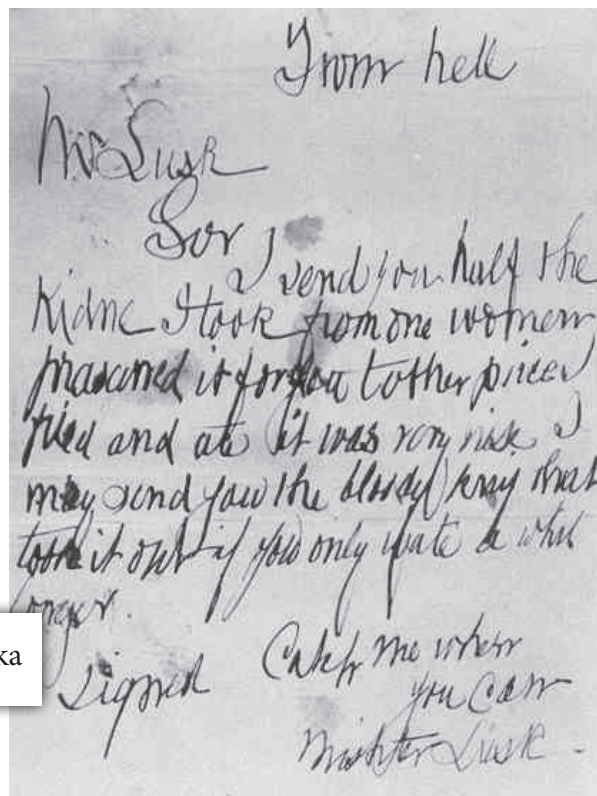 From hell
Mr Lusk
Sor
I send you half the
Kidne I took from one women
prasarved it for you tother piece I
fried and ate it was very nise I
may send you the bloody knif that
took it out if you only wate a whil
longer.
ka
signed
Catch me when
you can
Mishter Lusk.